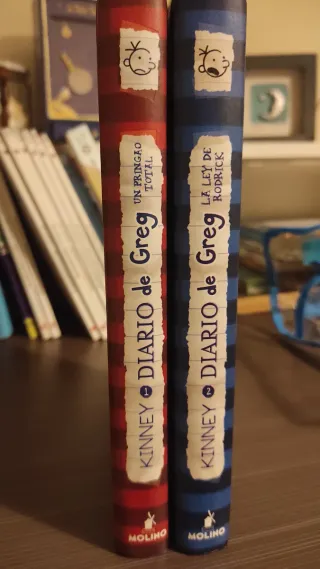 KINNEY 1 DIARIO de Greg
UN PRINGAO
TOTAL
MOLINO
KINNEY 2 DIARIO de Greg
LA LEY DE
RODRICK
MOLINO